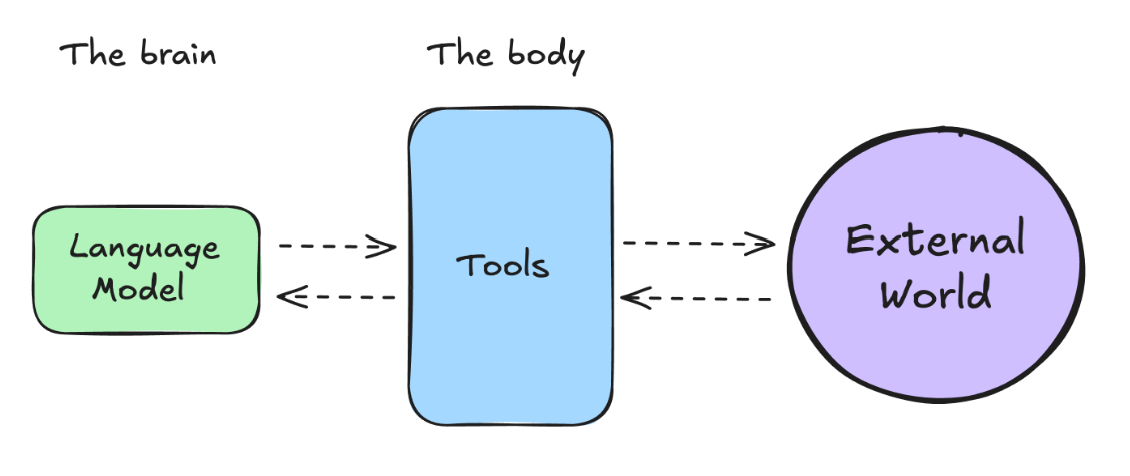 The brain
The body
Language
Model
Tools
External
World